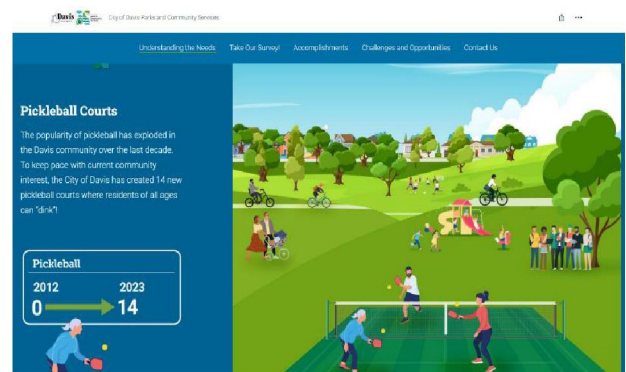 Davis
City of Davis Parks and Community Services
Understanding the Needs
Take Our Survey!
Accomplishments
Challenges and Opportunities
Contact Us
Pickleball Courts
The popularity of pickleball has exploded in
the Davis community over the last decade.
To keep pace with current community
interest, the City of Davis has created 14 new
pickleball courts where residents of all ages
can "dink"!
Pickleball
2012 2023
0 14